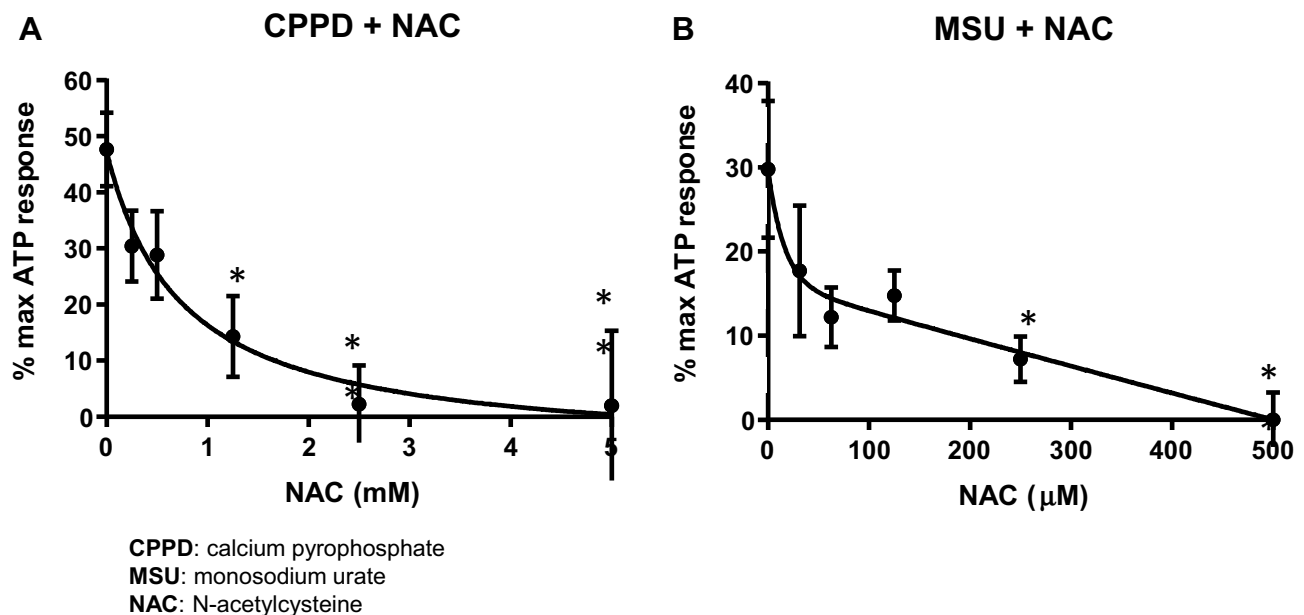 A
CPPD + NAC
% max ATP response
60
50
40
30
20
10
0
*
*
*
*
*
0
1
2
3
4
5
NAC (mM)
B
MSU + NAC
% max ATP response
40
30
20
10
0
*
*
*
0
100
200
300
400
500
NAC (μM)
CPPD: calcium pyrophosphate
MSU: monosodium urate
NAC: N-acetylcysteine